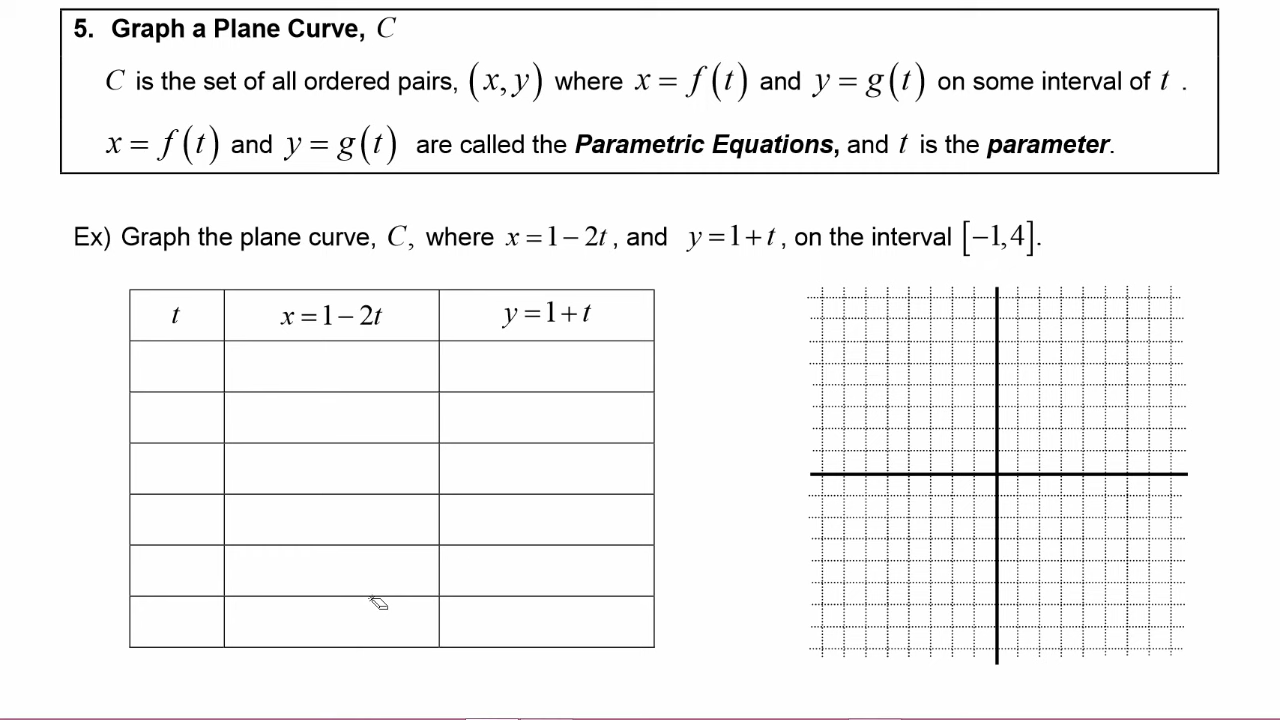 5. Graph a Plane Curve, C
C is the set of all ordered pairs, (x, y) where x = f(t) and y = g(t) on some interval of t .
x = f(t) and y = g(t) are called the Parametric Equations, and t is the parameter.
Ex) Graph the plane curve, C, where x = 1 − 2t , and y = 1 + t , on the interval [−1, 4].
t x = 1 − 2t y = 1 + t